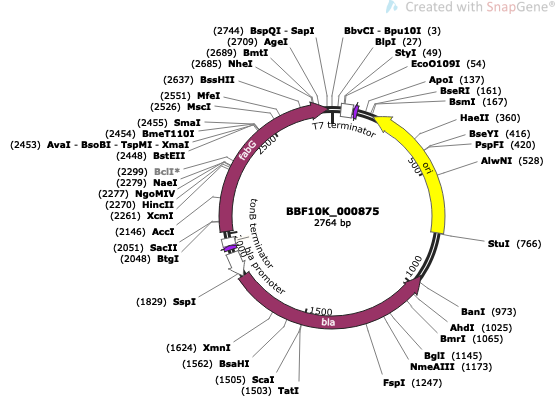 Created with SnapGene®
(2744) BspQI - SapI
(2709) AgeI
(2689) BmtI
(2685) NheI
(2637) BssHII
(2551) MfeI
(2526) MscI
(2455) SmaI
(2454) BmeT110I
(2453) AvaI - BsoBI - TspMI - XmaI
(2448) BstEII
(2299) BclI*
(2279) NaeI
(2277) NgoMIV
(2270) HincII
(2261) XcmI
(2146) AccI
(2051) SacII
(2048) BtgI
(1829) SspI
(1624) XmnI
(1562) BsaHI
(1505) ScaI
(1503) TatI
BbvCI - Bpu10I (3)
BlpI (27)
StyI (49)
EcoO109I (54)
ApoI (137)
BseRI (161)
BsmI (167)
HaeII (360)
BseYI (416)
PspFI (420)
AlwNI (528)
StuI (766)
BanI (973)
AhdI (1025)
BmrI (1065)
BglI (1145)
NmeAIII (1173)
FspI (1247)
T7 terminator
fabG
2500
ori
500
tonB terminator
bla promoter
BBF10K_000875
2764 bp
1000
1500
bla